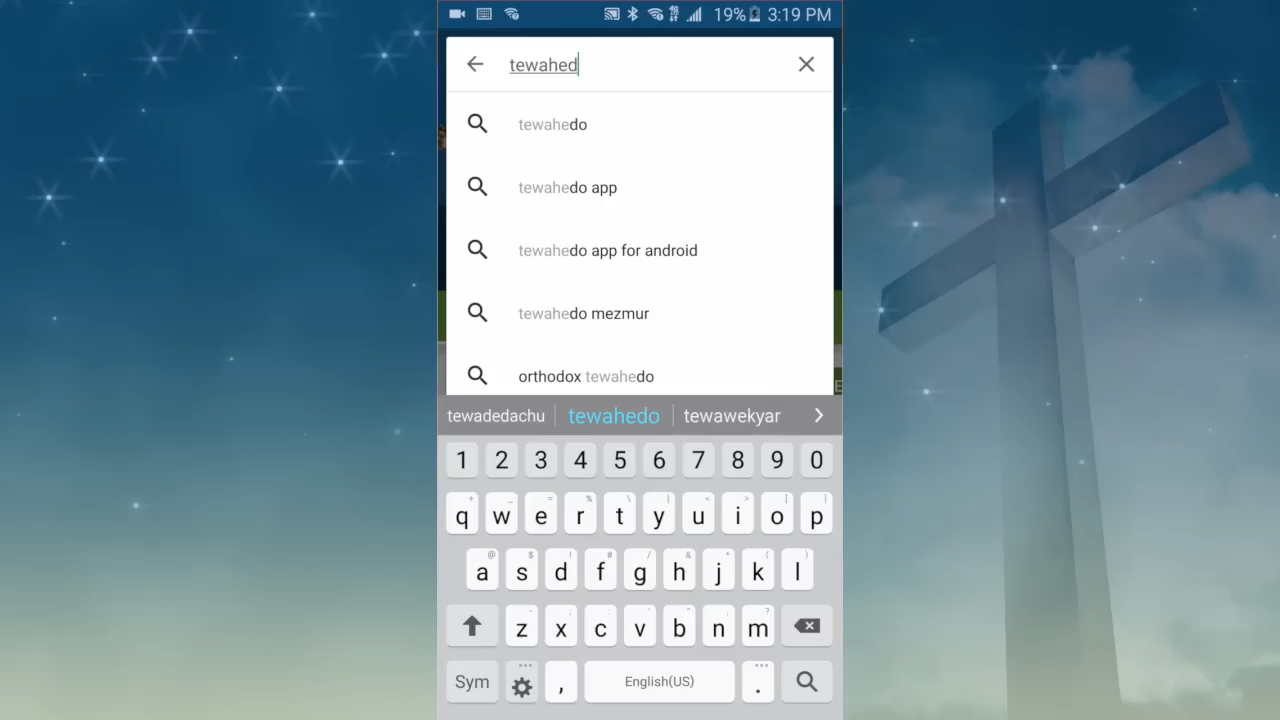 19% 3:19 PM
tewahed
tewahedo
tewahedo app
tewahedo app for android
tewahedo mezmur
orthodox tewahedo
tewadedachu tewahedo tewawekyar
1 2 3 4 5 6 7 8 9 0
q w e r t y u i o p
a s d f g h j k l
z x c v b n m
Sym , English(US) .